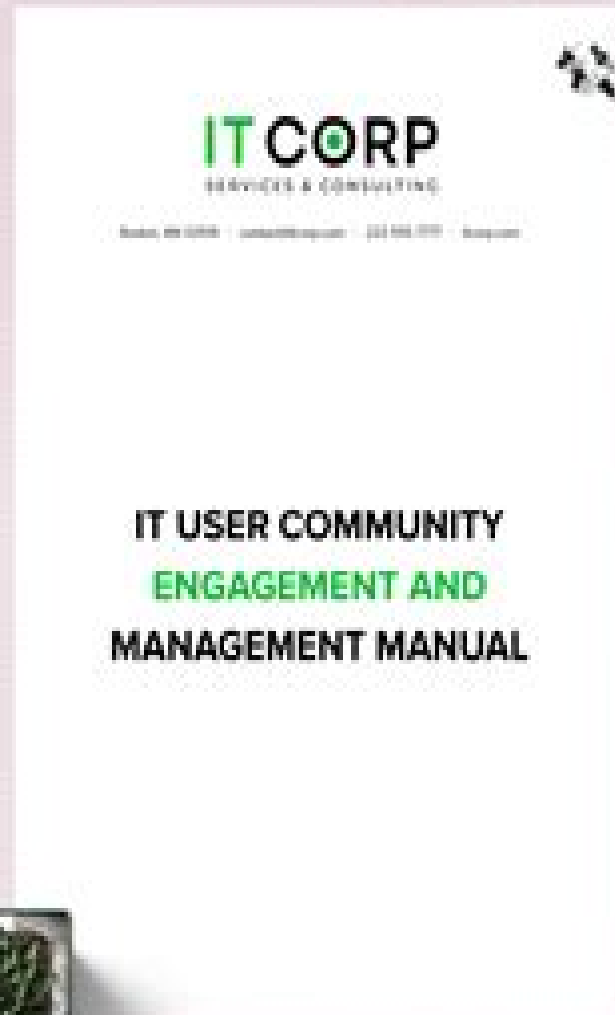 IT CORP
SERVICES & CONSULTING
IT USER COMMUNITY
ENGAGEMENT AND
MANAGEMENT MANUAL